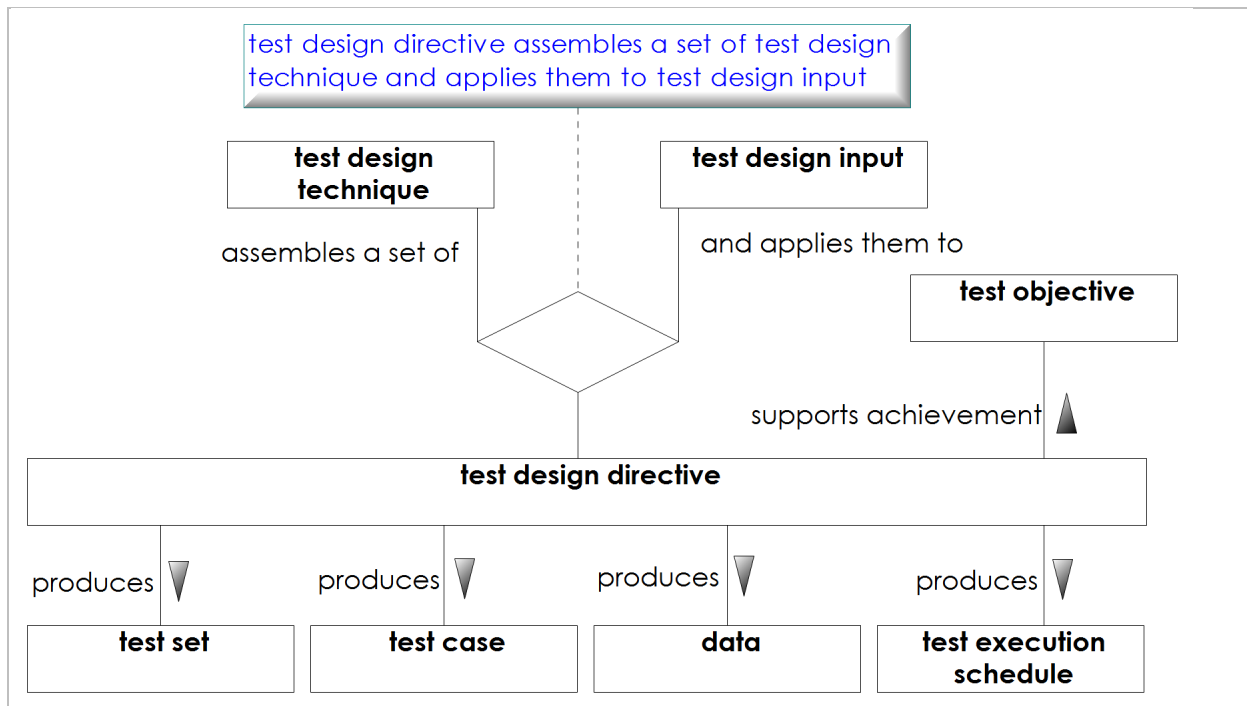 test design directive assembles a set of test design
technique and applies them to test design input
test design
technique
test design input
assembles a set of
and applies them to
test objective
supports achievement
test design directive
produces
produces
produces
produces
test set
test case
data
test execution
schedule